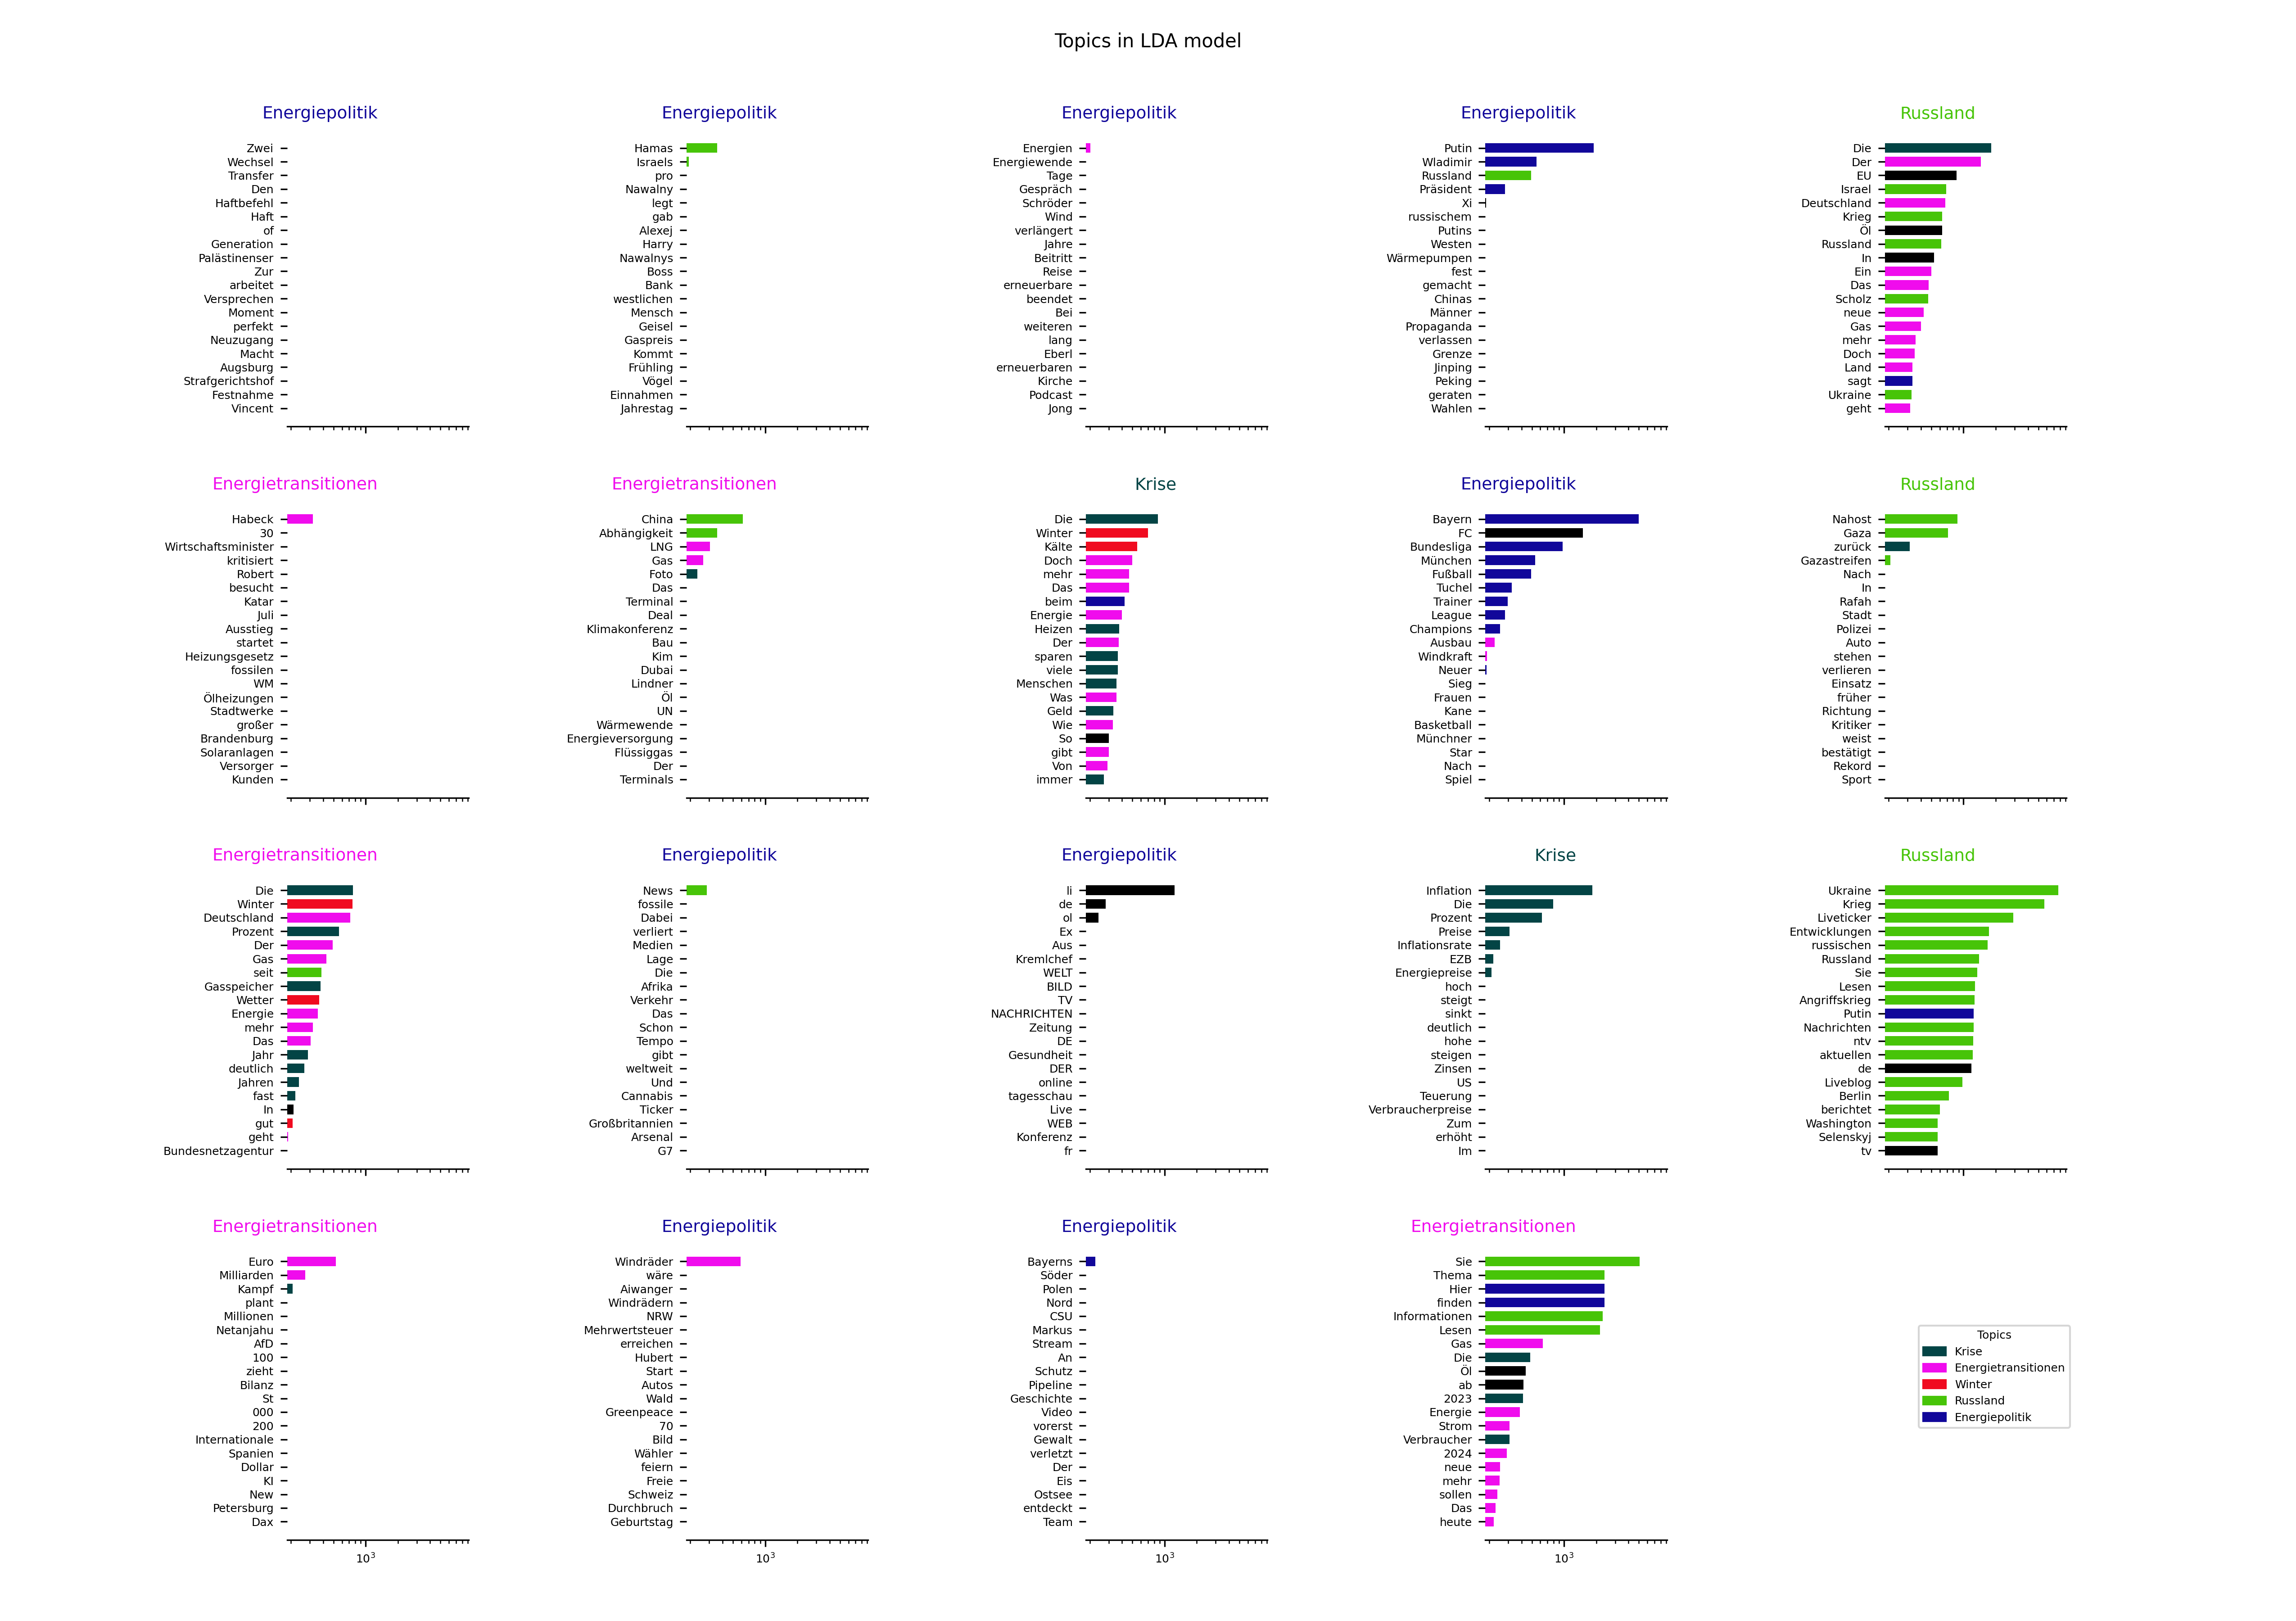 Topics in LDA model
Energiepolitik
Zwei
Wechsel
Transfer
Den
Haftbefehl
Haft
of
Generation
Palästinenser
Zur
arbeitet
Versprechen
Moment
perfekt
Neuzugang
Macht
Augsburg
Strafgerichtshof
Festnahme
Vincent
Energiepolitik
Hamas
Israels
pro
Nawalny
legt
gab
Alexej
Harry
Nawalnys
Boss
Bank
westlichen
Mensch
Geisel
Gaspreis
Kommt
Frühling
Vögel
Einnahmen
Jahrestag
Energiepolitik
Energien
Energiewende
Tage
Gespräch
Schröder
Wind
verlängert
Jahre
Beitritt
Reise
erneuerbare
beendet
Bei
weiteren
lang
Eberl
erneuerbaren
Kirche
Podcast
Jong
Energiepolitik
Putin
Wladimir
Russland
Präsident
Xi
russischem
Putins
Westen
Wärmepumpen
fest
gemacht
Chinas
Männer
Propaganda
verlassen
Grenze
Jinping
Peking
geraten
Wahlen
Russland
Die
Der
EU
Israel
Deutschland
Krieg
Öl
Russland
In
Ein
Das
Scholz
neue
Gas
mehr
Doch
Land
sagt
Ukraine
geht
Energietransitionen
Habeck
30
Wirtschaftsminister
kritisiert
Robert
besucht
Katar
Juli
Ausstieg
startet
Heizungsgesetz
fossilen
WM
Ölheizungen
Stadtwerke
großer
Brandenburg
Solaranlagen
Versorger
Kunden
Energietransitionen
China
Abhängigkeit
LNG
Gas
Foto
Das
Terminal
Deal
Klimakonferenz
Bau
Kim
Dubai
Lindner
Öl
UN
Wärmewende
Energieversorgung
Flüssiggas
Der
Terminals
Krise
Die
Winter
Kälte
Doch
mehr
Das
beim
Energie
Heizen
Der
sparen
viele
Menschen
Was
Geld
Wie
So
gibt
Von
immer
Energiepolitik
Bayern
FC
Bundesliga
München
Fußball
Tuchel
Trainer
League
Champions
Ausbau
Windkraft
Neuer
Sieg
Frauen
Kane
Basketball
Münchner
Star
Nach
Spiel
Russland
Nahost
Gaza
zurück
Gazastreifen
Nach
In
Rafah
Stadt
Polizei
Auto
stehen
verlieren
Einsatz
früher
Richtung
Kritiker
weist
bestätigt
Rekord
Sport
Energietransitionen
Die
Winter
Deutschland
Prozent
Der
Gas
seit
Gasspeicher
Wetter
Energie
mehr
Das
Jahr
deutlich
Jahren
fast
In
gut
geht
Bundesnetzagentur
Energiepolitik
News
fossile
Dabei
verliert
Medien
Lage
Die
Afrika
Verkehr
Das
Schon
Tempo
gibt
weltweit
Und
Cannabis
Ticker
Großbritannien
Arsenal
G7
Energiepolitik
li
de
ol
Ex
Aus
Kremlchef
WELT
BILD
TV
NACHRICHTEN
Zeitung
DE
Gesundheit
DER
online
tagesschau
Live
WEB
Konferenz
fr
Krise
Inflation
Die
Prozent
Preise
Inflationsrate
EZB
Energiepreise
hoch
steigt
sinkt
deutlich
hohe
steigen
Zinsen
US
Teuerung
Verbraucherpreise
Zum
erhöht
Im
Russland
Ukraine
Krieg
Liveticker
Entwicklungen
russischen
Russland
Sie
Lesen
Angriffskrieg
Putin
Nachrichten
ntv
aktuellen
de
Liveblog
Berlin
berichtet
Washington
Selenskyj
tv
Energietransitionen
Euro
Milliarden
Kampf
plant
Millionen
Netanjahu
AfD
100
zieht
Bilanz
St
000
200
Internationale
Spanien
Dollar
KI
New
Petersburg
Dax
10³
Energiepolitik
Windräder
wäre
Aiwanger
Windrädern
NRW
Mehrwertsteuer
erreichen
Hubert
Start
Autos
Wald
Greenpeace
70
Bild
Wähler
feiern
Freie
Schweiz
Durchbruch
Geburtstag
10³
Energiepolitik
Bayerns
Söder
Polen
Nord
CSU
Markus
Stream
An
Schutz
Pipeline
Geschichte
Video
vorerst
Gewalt
verletzt
Der
Eis
Ostsee
entdeckt
Team
10³
Energietransitionen
Sie
Thema
Hier
finden
Informationen
Lesen
Gas
Die
Öl
ab
2023
Energie
Strom
Verbraucher
2024
neue
mehr
sollen
Das
heute
10³
Topics
Krise
Energietransitionen
Winter
Russland
Energiepolitik